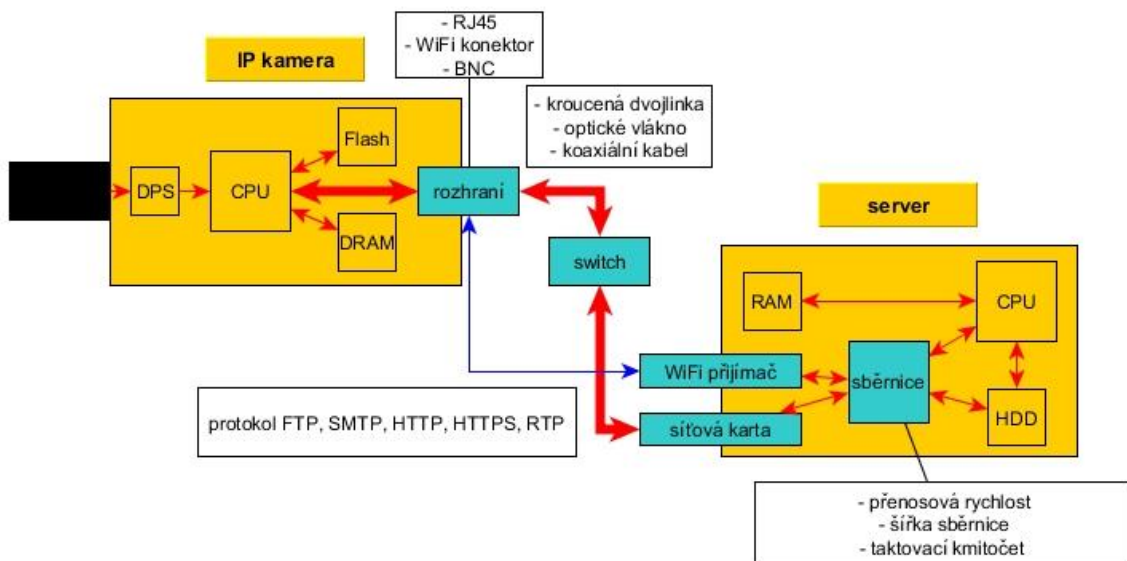 - RJ45
- WiFi konektor
- BNC
IP kamera
- kroucená dvojlinka
- optické vlákno
- koaxiální kabel
Flash
DPS
CPU
rozhraní
DRAM
switch
server
RAM
CPU
WiFi přijímač
sběrnice
síťová karta
HDD
protokol FTP, SMTP, HTTP, HTTPS, RTP
- přenosová rychlost
- šířka sběrnice
- taktovací kmitočet